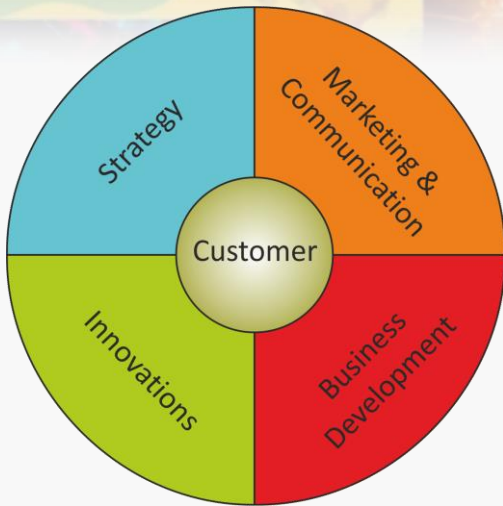 Strategy
Marketing &
Communication
Customer
Innovations
Business
Development